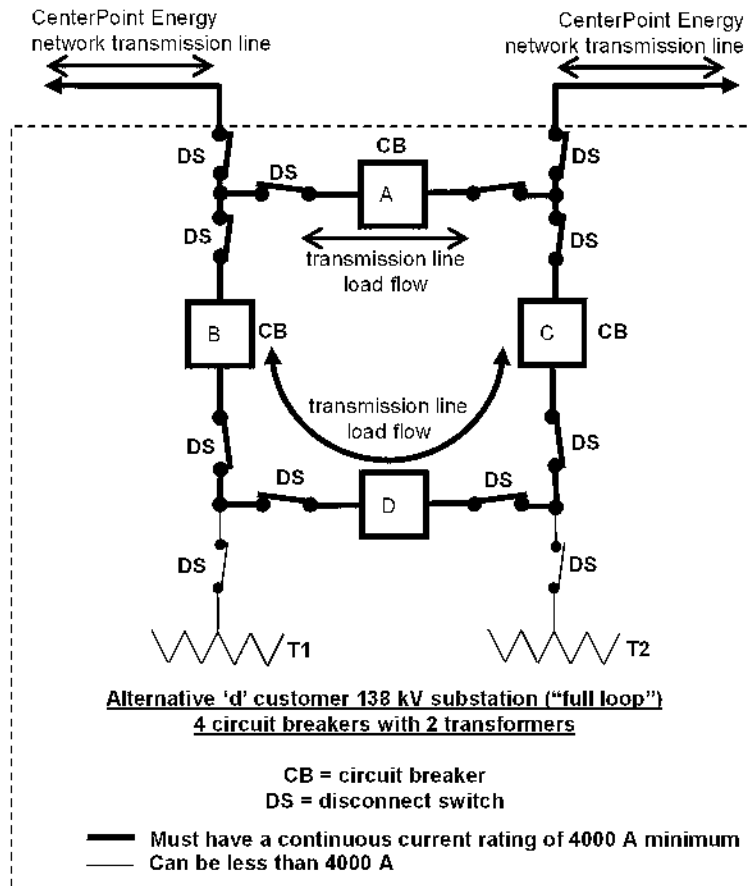 CenterPoint Energy
network transmission line
CenterPoint Energy
network transmission line
DS
DS
CB
A
DS
transmission line
load flow
DS
DS
B
CB
C
CB
transmission line
load flow
DS
DS
DS
D
DS
DS
DS
T1
T2
Alternative ‘d’ customer 138 kV substation (“full loop”)
4 circuit breakers with 2 transformers
CB = circuit breaker
DS = disconnect switch
Must have a continuous current rating of 4000 A minimum
Can be less than 4000 A